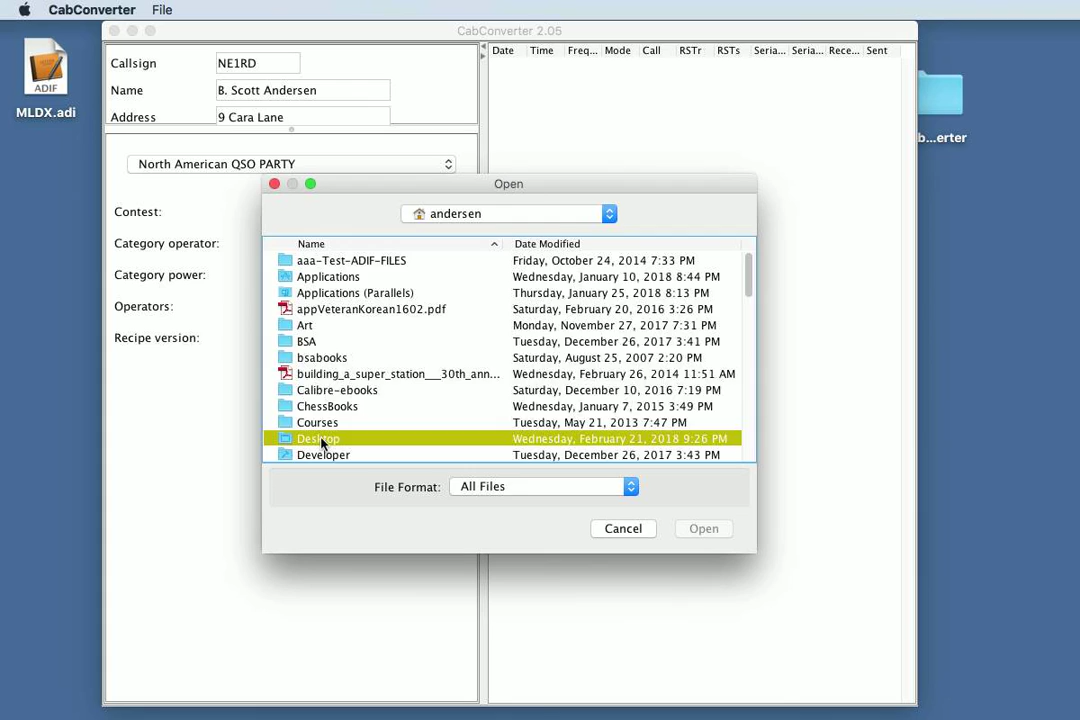 CabConverter File
CabConverter 2.05
ADIF
MLDX.adi
Callsign NE1RD
Name B. Scott Andersen
Address 9 Cara Lane
Date Time Freq... Mode Call RSTr RSTs Seria... Seria... Rece... Sent
b...erter
North American QSO PARTY
Contest:
Category operator:
Category power:
Operators:
Recipe version:
Open
andersen
Name Date Modified
aaa-Test-ADIF-FILES Friday, October 24, 2014 7:33 PM
Applications Wednesday, January 10, 2018 8:44 PM
Applications (Parallels) Thursday, January 25, 2018 8:13 PM
appVeteranKorean1602.pdf Saturday, February 20, 2016 3:26 PM
Art Monday, November 27, 2017 7:31 PM
BSA Tuesday, December 26, 2017 3:41 PM
bsabooks Saturday, August 25, 2007 2:20 PM
building_a_super_station___30th_ann... Wednesday, February 26, 2014 11:51 AM
Calibre-ebooks Saturday, December 10, 2016 7:19 PM
ChessBooks Wednesday, January 7, 2015 3:49 PM
Courses Tuesday, May 21, 2013 7:47 PM
Desktop Wednesday, February 21, 2018 9:26 PM
Developer Tuesday, December 26, 2017 3:43 PM
File Format: All Files
Cancel Open